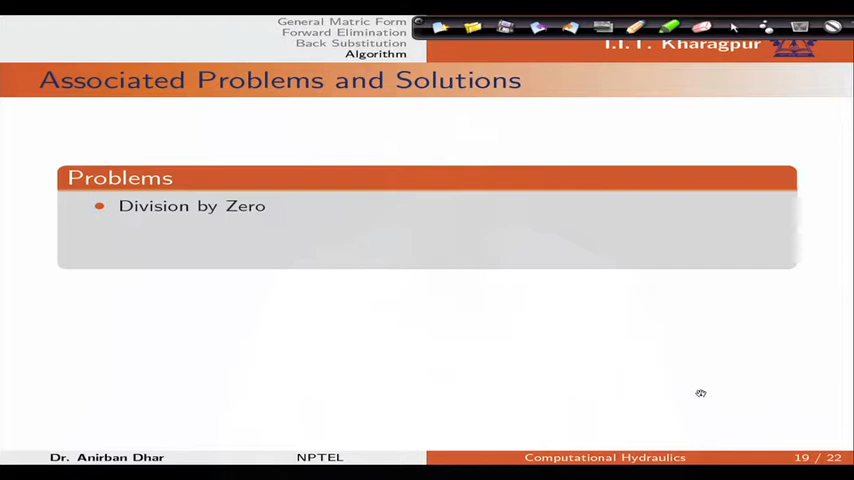 General Matric Form
Forward Elimination
Back Substitution
Algorithm
I.I.T. Kharagpur
Associated Problems and Solutions
Problems
Division by Zero
Dr. Anirban Dhar
NPTEL
Computational Hydraulics
19 / 22